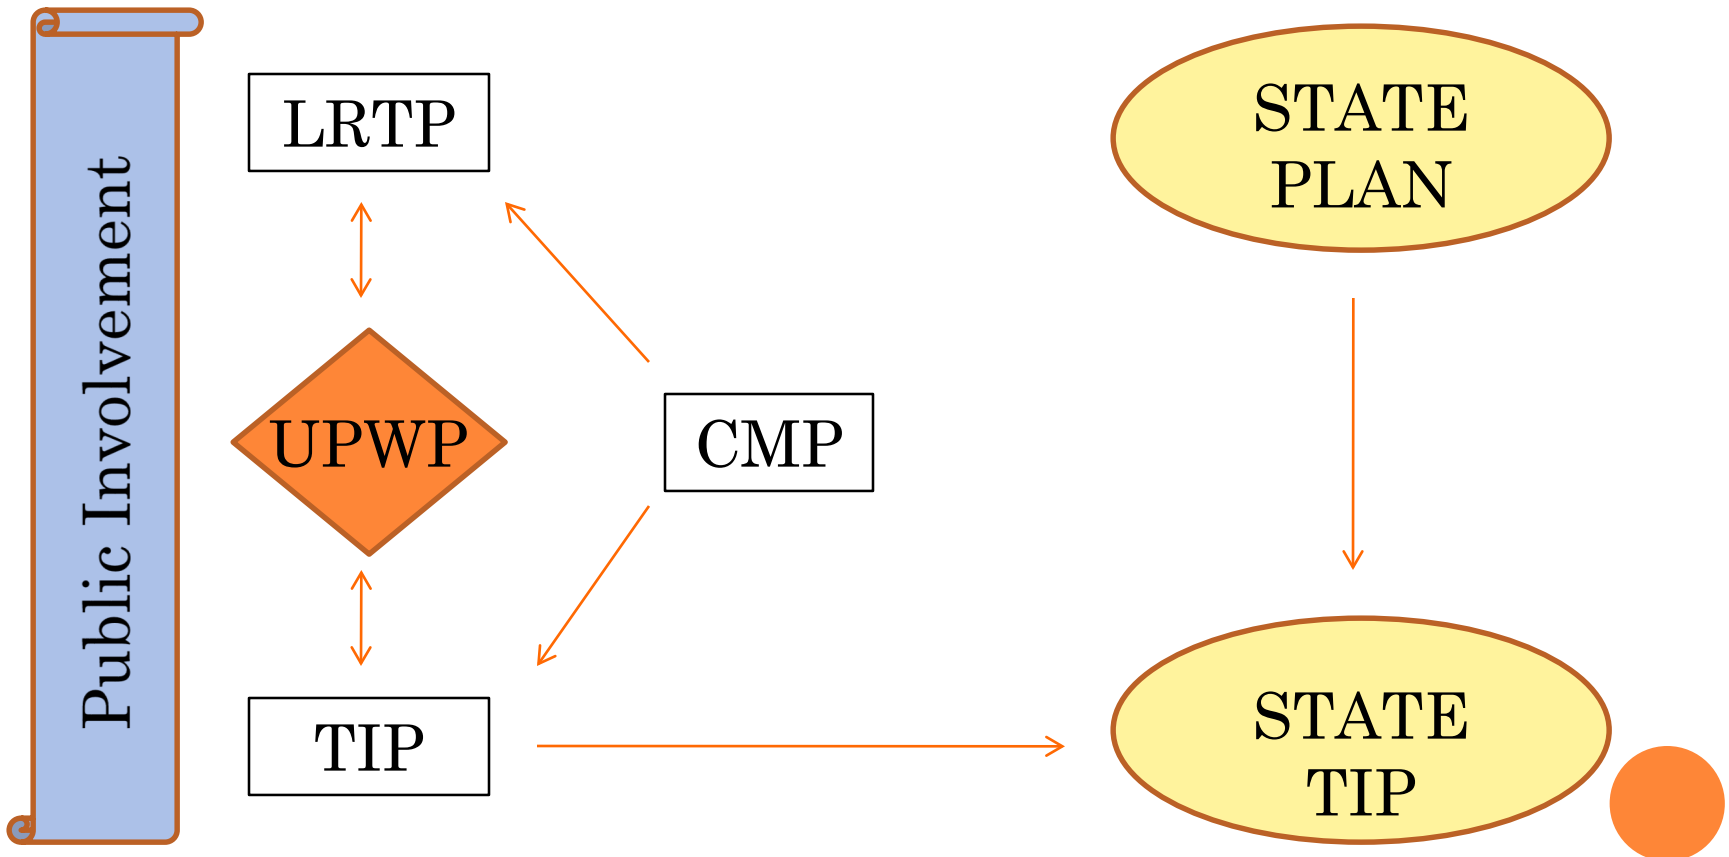 Public Involvement
LRTP
UPWP
TIP
CMP
STATE
PLAN
STATE
TIP